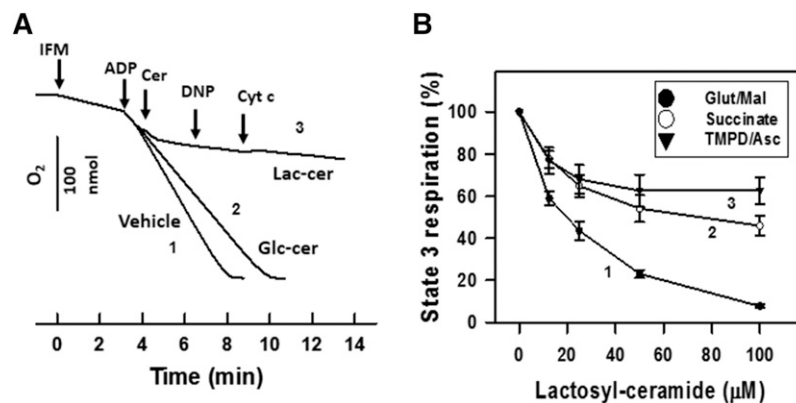 A
IFM
ADP
Cer
DNP
Cyt c
3
Lac-cer
O2
100
nmol
Vehicle
1
2
Glc-cer
0 2 4 6 8 10 12 14
Time (min)
B
State 3 respiration (%)
100
80
60
40
20
0
Glut/Mal
Succinate
TMPD/Asc
3
2
1
0 20 40 60 80 100
Lactosyl-ceramide (μM)